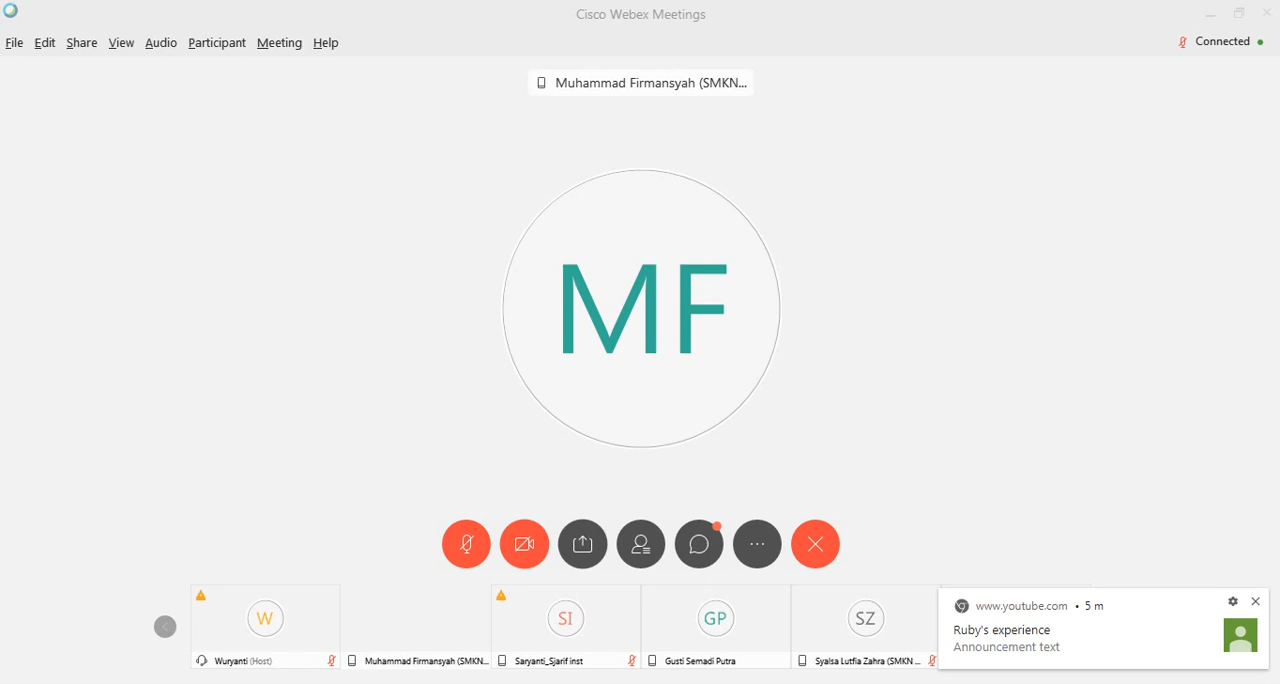 Cisco Webex Meetings
File Edit Share View Audio Participant Meeting Help
Connected
Muhammad Firmansyah (SMKN...
MF
W
SI
GP
SZ
Wuryanti (Host)
Muhammad Firmansyah (SMKN...
Saryanti_Sjarif inst
Gusti Semadi Putra
Syalsa Lutfia Zahra (SMKN ...
www.youtube.com • 5 m
Ruby's experience
Announcement text